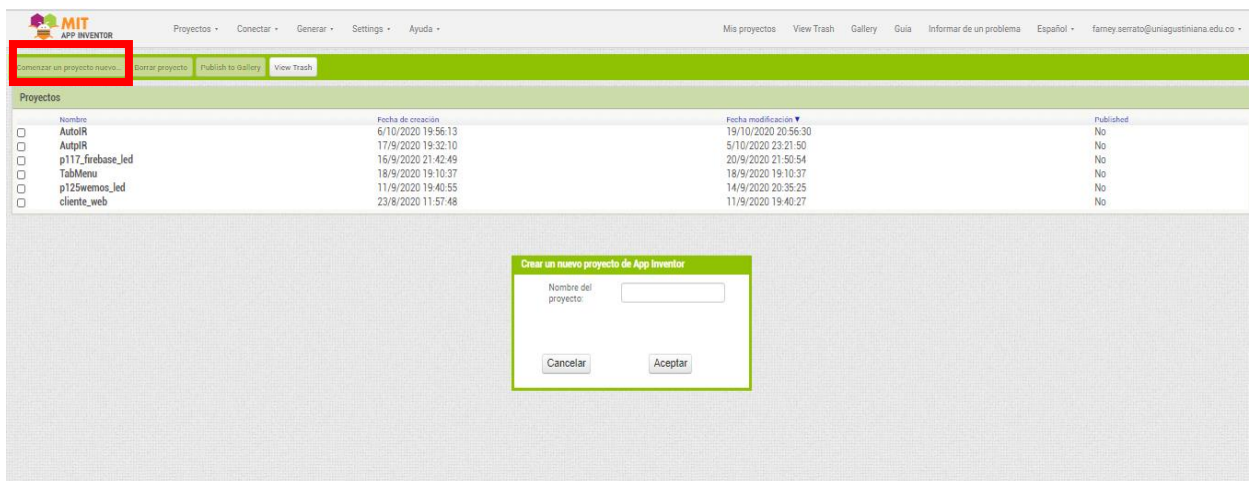 MIT
APP INVENTOR
Proyectos Conectar Generar Settings Ayuda
Mis proyectos View Trash Gallery Guia Informar de un problema Español farney.serrato@uniagustiniana.edu.co
Comenzar un proyecto nuevo... Borrar proyecto Publish to Gallery View Trash
Proyectos
Nombre Fecha de creación Fecha modificación ▼ Published
AutoIR 6/10/2020 19:56:13 19/10/2020 20:56:30 No
AutpIR 17/9/2020 19:32:10 5/10/2020 23:21:50 No
p117_firebase_led 16/9/2020 21:42:49 20/9/2020 21:50:54 No
TabMenu 18/9/2020 19:10:37 18/9/2020 19:10:37 No
p125wemos_led 11/9/2020 19:40:55 14/9/2020 20:35:25 No
cliente_web 23/8/2020 11:57:48 11/9/2020 19:40:27 No
Crear un nuevo proyecto de App Inventor
Nombre del
proyecto:
Cancelar Aceptar